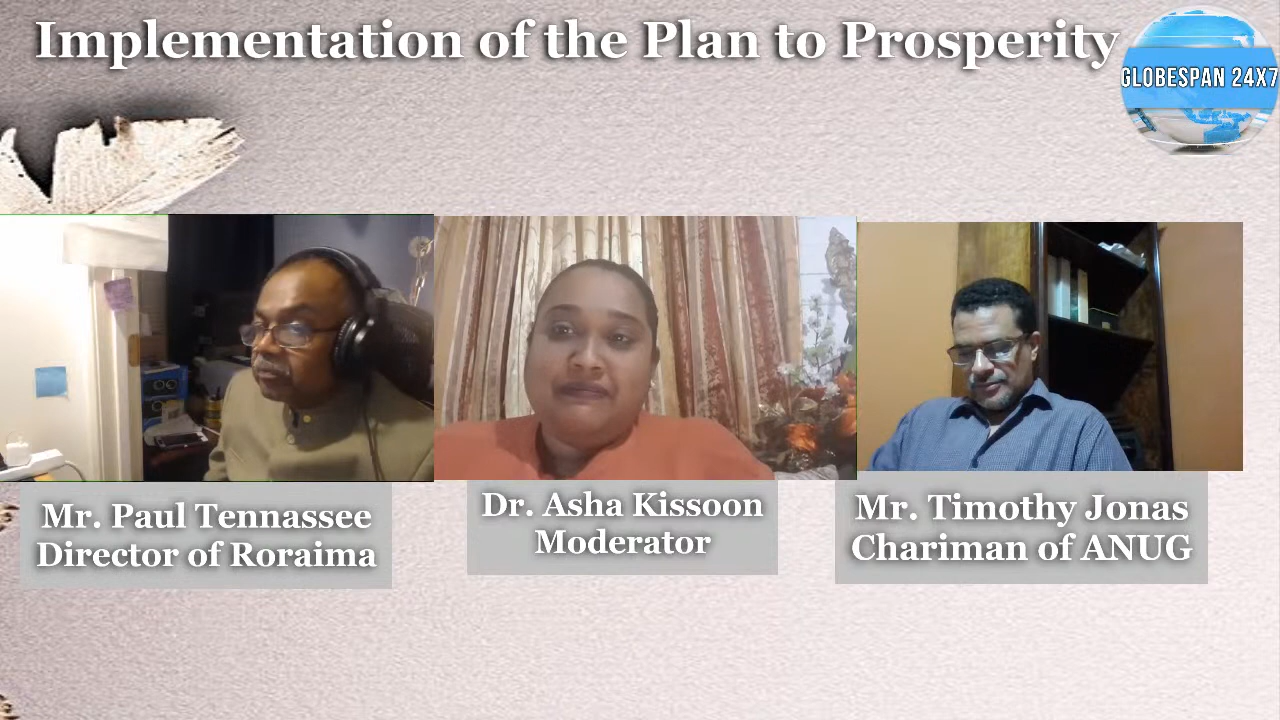 Implementation of the Plan to Prosperity
GLOBESPAN 24X7
Mr. Paul Tennassee
Director of Roraima
Dr. Asha Kissoon
Moderator
Mr. Timothy Jonas
Chariman of ANUG